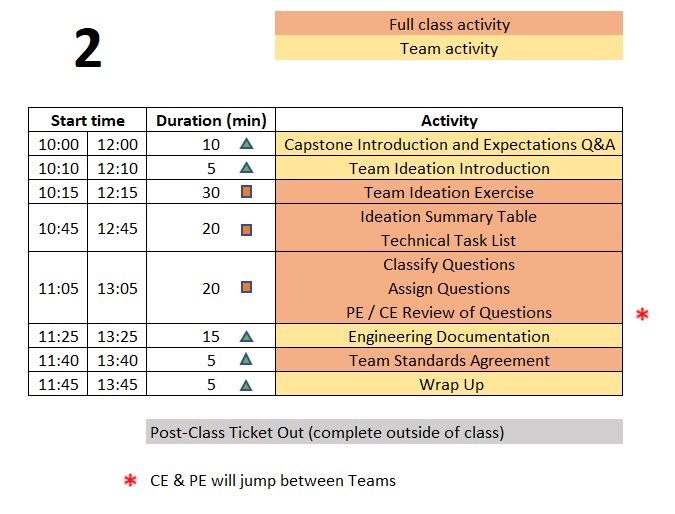 2
Full class activity
Team activity
Start time Duration (min) Activity
10:00 12:00 10 Capstone Introduction and Expectations Q&A
10:10 12:10 5 Team Ideation Introduction
10:15 12:15 30 Team Ideation Exercise
10:45 12:45 20 Ideation Summary Table
Technical Task List
11:05 13:05 20 Classify Questions
Assign Questions
PE / CE Review of Questions *
11:25 13:25 15 Engineering Documentation
11:40 13:40 5 Team Standards Agreement
11:45 13:45 5 Wrap Up
Post-Class Ticket Out (complete outside of class)
* CE & PE will jump between Teams